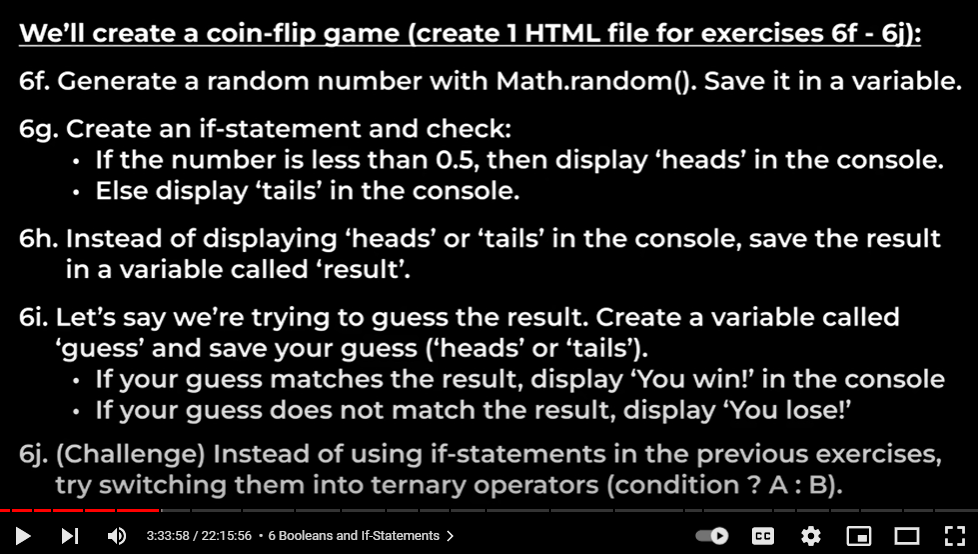 We’ll create a coin-flip game (create 1 HTML file for exercises 6f - 6j):
6f. Generate a random number with Math.random(). Save it in a variable.
6g. Create an if-statement and check:
• If the number is less than 0.5, then display ‘heads’ in the console.
• Else display ‘tails’ in the console.
6h. Instead of displaying ‘heads’ or ‘tails’ in the console, save the result
in a variable called ‘result’.
6i. Let’s say we’re trying to guess the result. Create a variable called
‘guess’ and save your guess (‘heads’ or ‘tails’).
• If your guess matches the result, display ‘You win!’ in the console
• If your guess does not match the result, display ‘You lose!’
6j. (Challenge) Instead of using if-statements in the previous exercises,
try switching them into ternary operators (condition ? A : B).
3:33:58 / 22:15:56 • 6 Booleans and If-Statements
CC